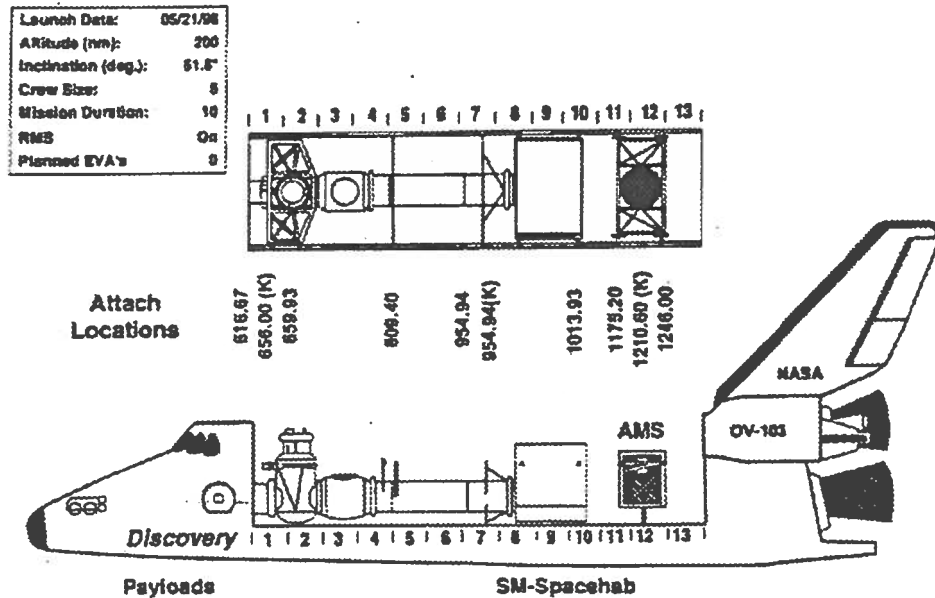 Launch Date: 05/21/98
Altitude (nm): 200
Inclination (deg.): 51.6°
Crew Size: 6
Mission Duration: 10
RMS On
Planned EVA's 0
1 2 3 4 5 6 7 8 9 10 11 12 13
Attach
Locations
616.67
656.00 (K)
659.93
809.40
954.94
954.94(K)
1013.93
1175.20
1210.60 (K)
1246.00
NASA
OV-103
AMS
Discovery
1 2 3 4 5 6 7 8 9 10 11 12 13
Payloads
SM-Spacehab